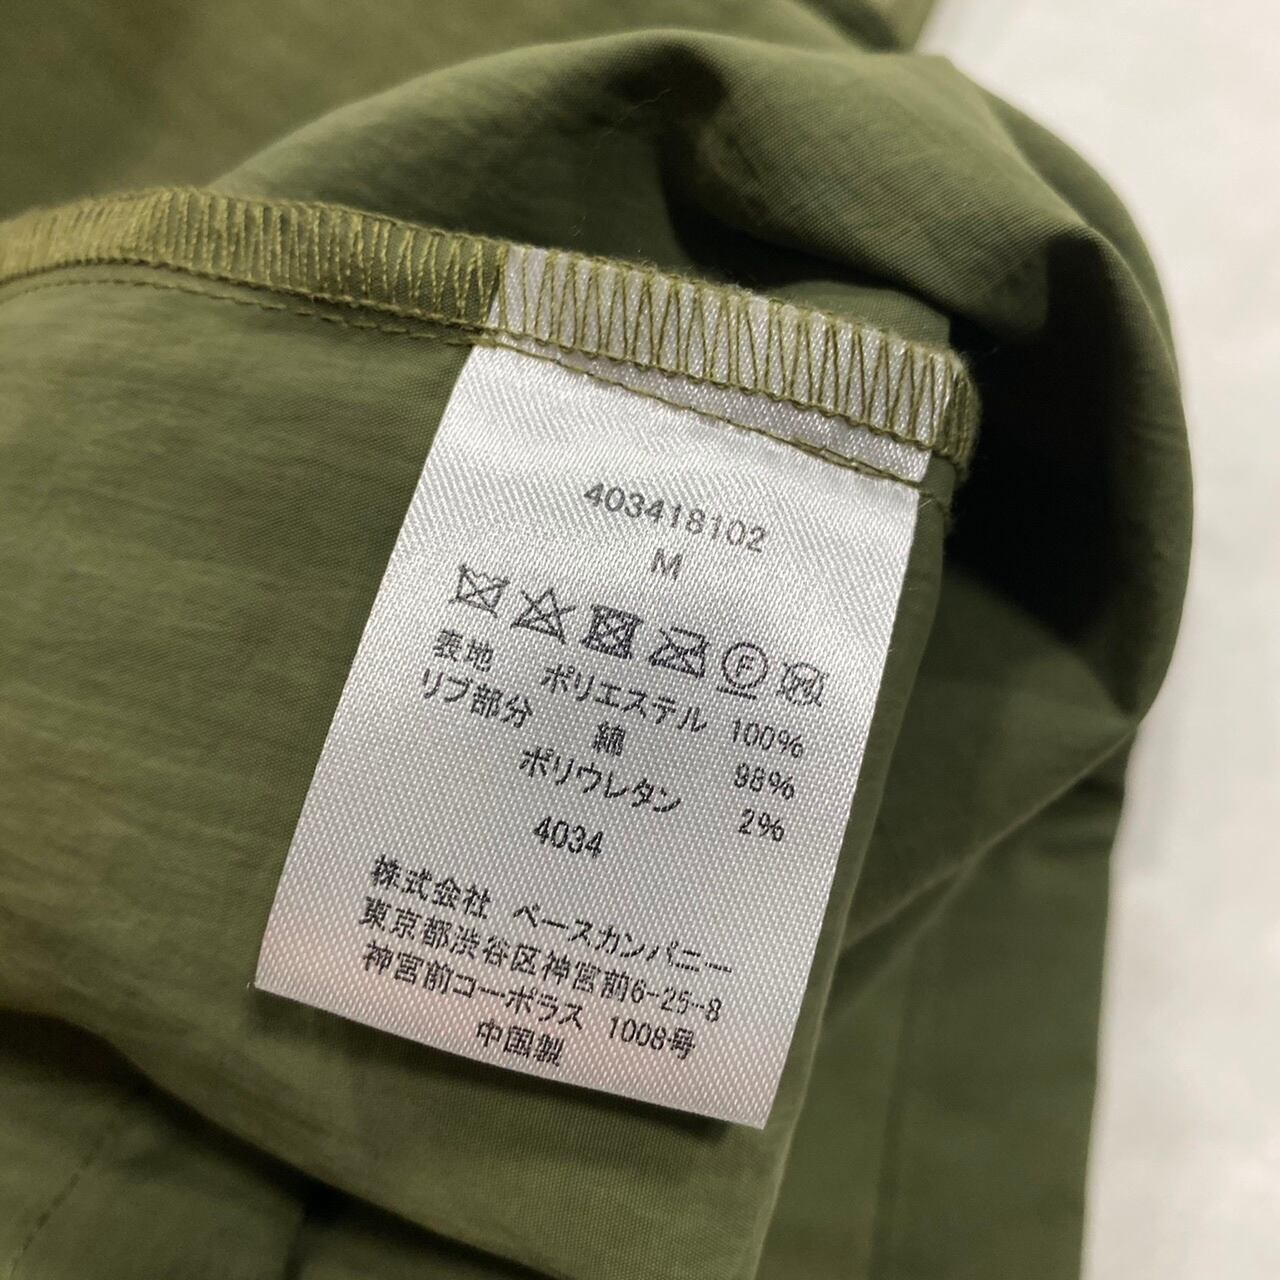 403418102
M
F W
表地 ポリエステル 100%
リブ部分 綿 98%
ポリウレタン 2%
4034
株式会社 ベースカンパニー
東京都渋谷区神宮前6-25-8
神宮前コーポラス 1008号
中国製